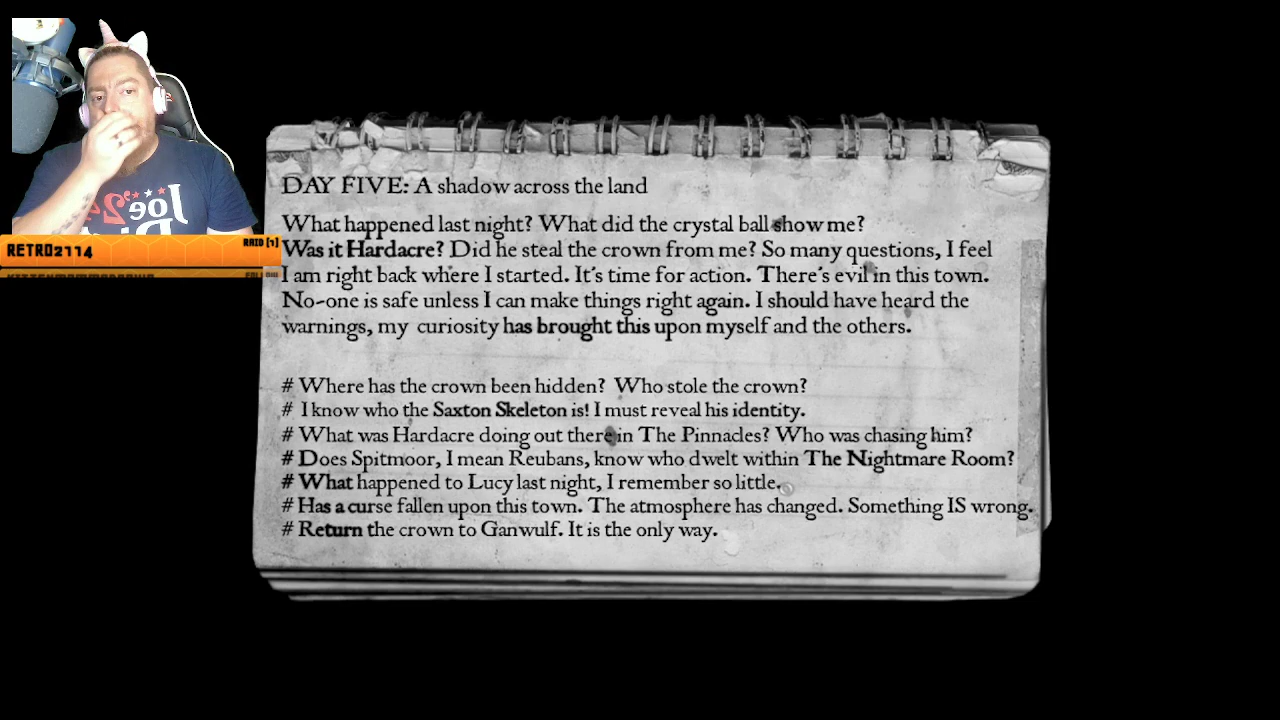 Joe 24
RETRO2114
RAID [1]
FOLLOW
DAY FIVE: A shadow across the land
What happened last night? What did the crystal ball show me?
Was it Hardacre? Did he steal the crown from me? So many questions, I feel
I am right back where I started. It's time for action. There's evil in this town.
No-one is safe unless I can make things right again. I should have heard the
warnings, my curiosity has brought this upon myself and the others.
# Where has the crown been hidden? Who stole the crown?
# I know who the Saxton Skeleton is! I must reveal his identity.
# What was Hardacre doing out there in The Pinnacles? Who was chasing him?
# Does Spitmoor, I mean Reubans, know who dwelt within The Nightmare Room?
# What happened to Lucy last night, I remember so little.
# Has a curse fallen upon this town. The atmosphere has changed. Something IS wrong.
# Return the crown to Ganwulf. It is the only way.